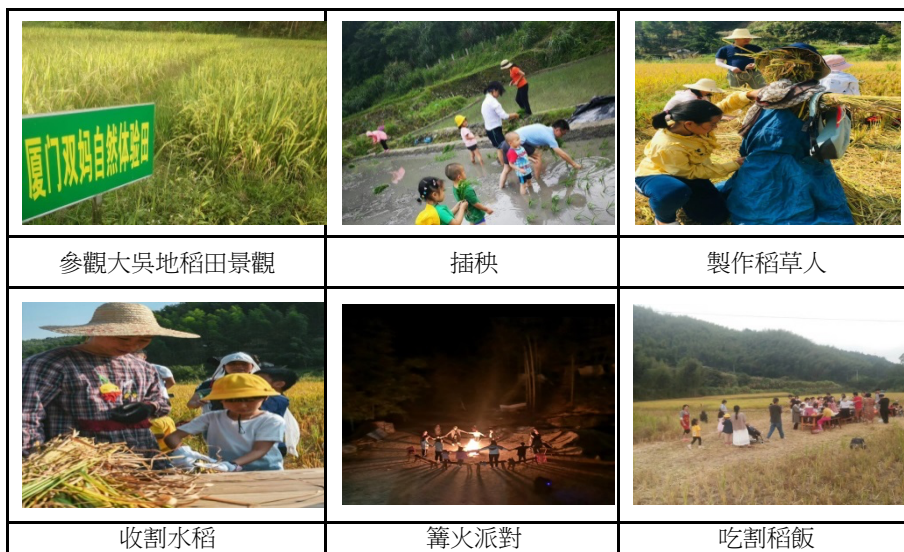 厦门双妈自然体验田
參觀大吳地稻田景觀
插秧
製作稻草人
收割水稻
篝火派對
吃割稻飯